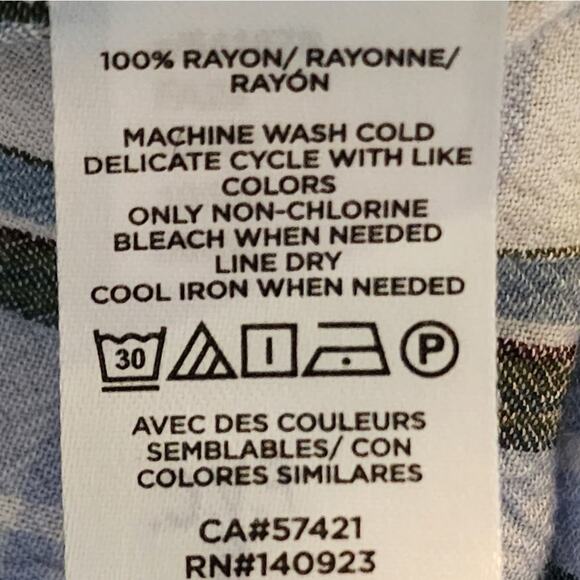 100% RAYON/ RAYONNE/
RAYÓN
MACHINE WASH COLD
DELICATE CYCLE WITH LIKE
COLORS
ONLY NON-CHLORINE
BLEACH WHEN NEEDED
LINE DRY
COOL IRON WHEN NEEDED
30 P
AVEC DES COULEURS
SEMBLABLES/ CON
COLORES SIMILARES
CA#57421
RN#140923